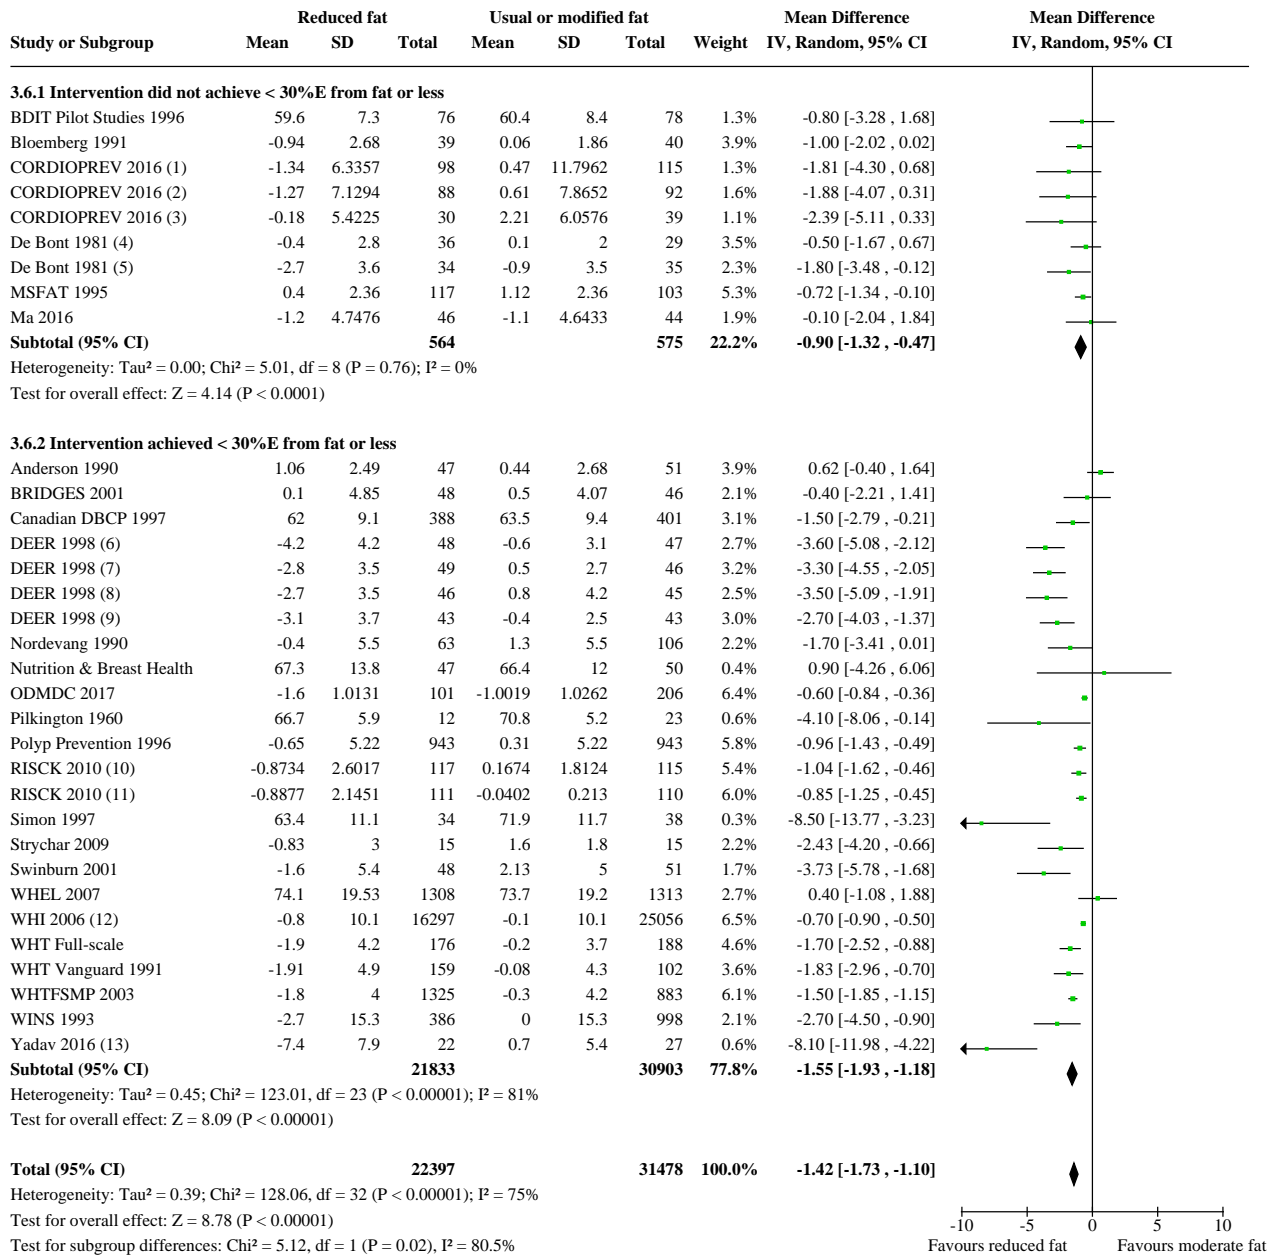 Reduced fat Usual or modified fat Mean Difference Mean Difference
Study or Subgroup Mean SD Total Mean SD Total Weight IV, Random, 95% CI IV, Random, 95% CI
3.6.1 Intervention did not achieve < 30%E from fat or less
BDIT Pilot Studies 1996 59.6 7.3 76 60.4 8.4 78 1.3% -0.80 [-3.28 , 1.68]
Bloemberg 1991 -0.94 2.68 39 0.06 1.86 40 3.9% -1.00 [-2.02 , 0.02]
CORDIOPREV 2016 (1) -1.34 6.3357 98 0.47 11.7962 115 1.3% -1.81 [-4.30 , 0.68]
CORDIOPREV 2016 (2) -1.27 7.1294 88 0.61 7.8652 92 1.6% -1.88 [-4.07 , 0.31]
CORDIOPREV 2016 (3) -0.18 5.4225 30 2.21 6.0576 39 1.1% -2.39 [-5.11 , 0.33]
De Bont 1981 (4) -0.4 2.8 36 0.1 2 29 3.5% -0.50 [-1.67 , 0.67]
De Bont 1981 (5) -2.7 3.6 34 -0.9 3.5 35 2.3% -1.80 [-3.48 , -0.12]
MSFAT 1995 0.4 2.36 117 1.12 2.36 103 5.3% -0.72 [-1.34 , -0.10]
Ma 2016 -1.2 4.7476 46 -1.1 4.6433 44 1.9% -0.10 [-2.04 , 1.84]
Subtotal (95% CI) 564 575 22.2% -0.90 [-1.32 , -0.47]
Heterogeneity: Tau² = 0.00; Chi² = 5.01, df = 8 (P = 0.76); I² = 0%
Test for overall effect: Z = 4.14 (P < 0.0001)
3.6.2 Intervention achieved < 30%E from fat or less
Anderson 1990 1.06 2.49 47 0.44 2.68 51 3.9% 0.62 [-0.40 , 1.64]
BRIDGES 2001 0.1 4.85 48 0.5 4.07 46 2.1% -0.40 [-2.21 , 1.41]
Canadian DBCP 1997 62 9.1 388 63.5 9.4 401 3.1% -1.50 [-2.79 , -0.21]
DEER 1998 (6) -4.2 4.2 48 -0.6 3.1 47 2.7% -3.60 [-5.08 , -2.12]
DEER 1998 (7) -2.8 3.5 49 0.5 2.7 46 3.2% -3.30 [-4.55 , -2.05]
DEER 1998 (8) -2.7 3.5 46 0.8 4.2 45 2.5% -3.50 [-5.09 , -1.91]
DEER 1998 (9) -3.1 3.7 43 -0.4 2.5 43 3.0% -2.70 [-4.03 , -1.37]
Nordevang 1990 -0.4 5.5 63 1.3 5.5 106 2.2% -1.70 [-3.41 , 0.01]
Nutrition & Breast Health 67.3 13.8 47 66.4 12 50 0.4% 0.90 [-4.26 , 6.06]
ODMDC 2017 -1.6 1.0131 101 -1.0019 1.0262 206 6.4% -0.60 [-0.84 , -0.36]
Pilkington 1960 66.7 5.9 12 70.8 5.2 23 0.6% -4.10 [-8.06 , -0.14]
Polyp Prevention 1996 -0.65 5.22 943 0.31 5.22 943 5.8% -0.96 [-1.43 , -0.49]
RISCK 2010 (10) -0.8734 2.6017 117 0.1674 1.8124 115 5.4% -1.04 [-1.62 , -0.46]
RISCK 2010 (11) -0.8877 2.1451 111 -0.0402 0.213 110 6.0% -0.85 [-1.25 , -0.45]
Simon 1997 63.4 11.1 34 71.9 11.7 38 0.3% -8.50 [-13.77 , -3.23]
Strychar 2009 -0.83 3 15 1.6 1.8 15 2.2% -2.43 [-4.20 , -0.66]
Swinburn 2001 -1.6 5.4 48 2.13 5 51 1.7% -3.73 [-5.78 , -1.68]
WHEL 2007 74.1 19.53 1308 73.7 19.2 1313 2.7% 0.40 [-1.08 , 1.88]
WHI 2006 (12) -0.8 10.1 16297 -0.1 10.1 25056 6.5% -0.70 [-0.90 , -0.50]
WHT Full-scale -1.9 4.2 176 -0.2 3.7 188 4.6% -1.70 [-2.52 , -0.88]
WHT Vanguard 1991 -1.91 4.9 159 -0.08 4.3 102 3.6% -1.83 [-2.96 , -0.70]
WHTFSMP 2003 -1.8 4 1325 -0.3 4.2 883 6.1% -1.50 [-1.85 , -1.15]
WINS 1993 -2.7 15.3 386 0 15.3 998 2.1% -2.70 [-4.50 , -0.90]
Yadav 2016 (13) -7.4 7.9 22 0.7 5.4 27 0.6% -8.10 [-11.98 , -4.22]
Subtotal (95% CI) 21833 30903 77.8% -1.55 [-1.93 , -1.18]
Heterogeneity: Tau² = 0.45; Chi² = 123.01, df = 23 (P < 0.00001); I² = 81%
Test for overall effect: Z = 8.09 (P < 0.00001)
Total (95% CI) 22397 31478 100.0% -1.42 [-1.73 , -1.10]
Heterogeneity: Tau² = 0.39; Chi² = 128.06, df = 32 (P < 0.00001); I² = 75%
Test for overall effect: Z = 8.78 (P < 0.00001)
-10 -5 0 5 10
Test for subgroup differences: Chi² = 5.12, df = 1 (P = 0.02), I² = 80.5%
Favours reduced fat Favours moderate fat